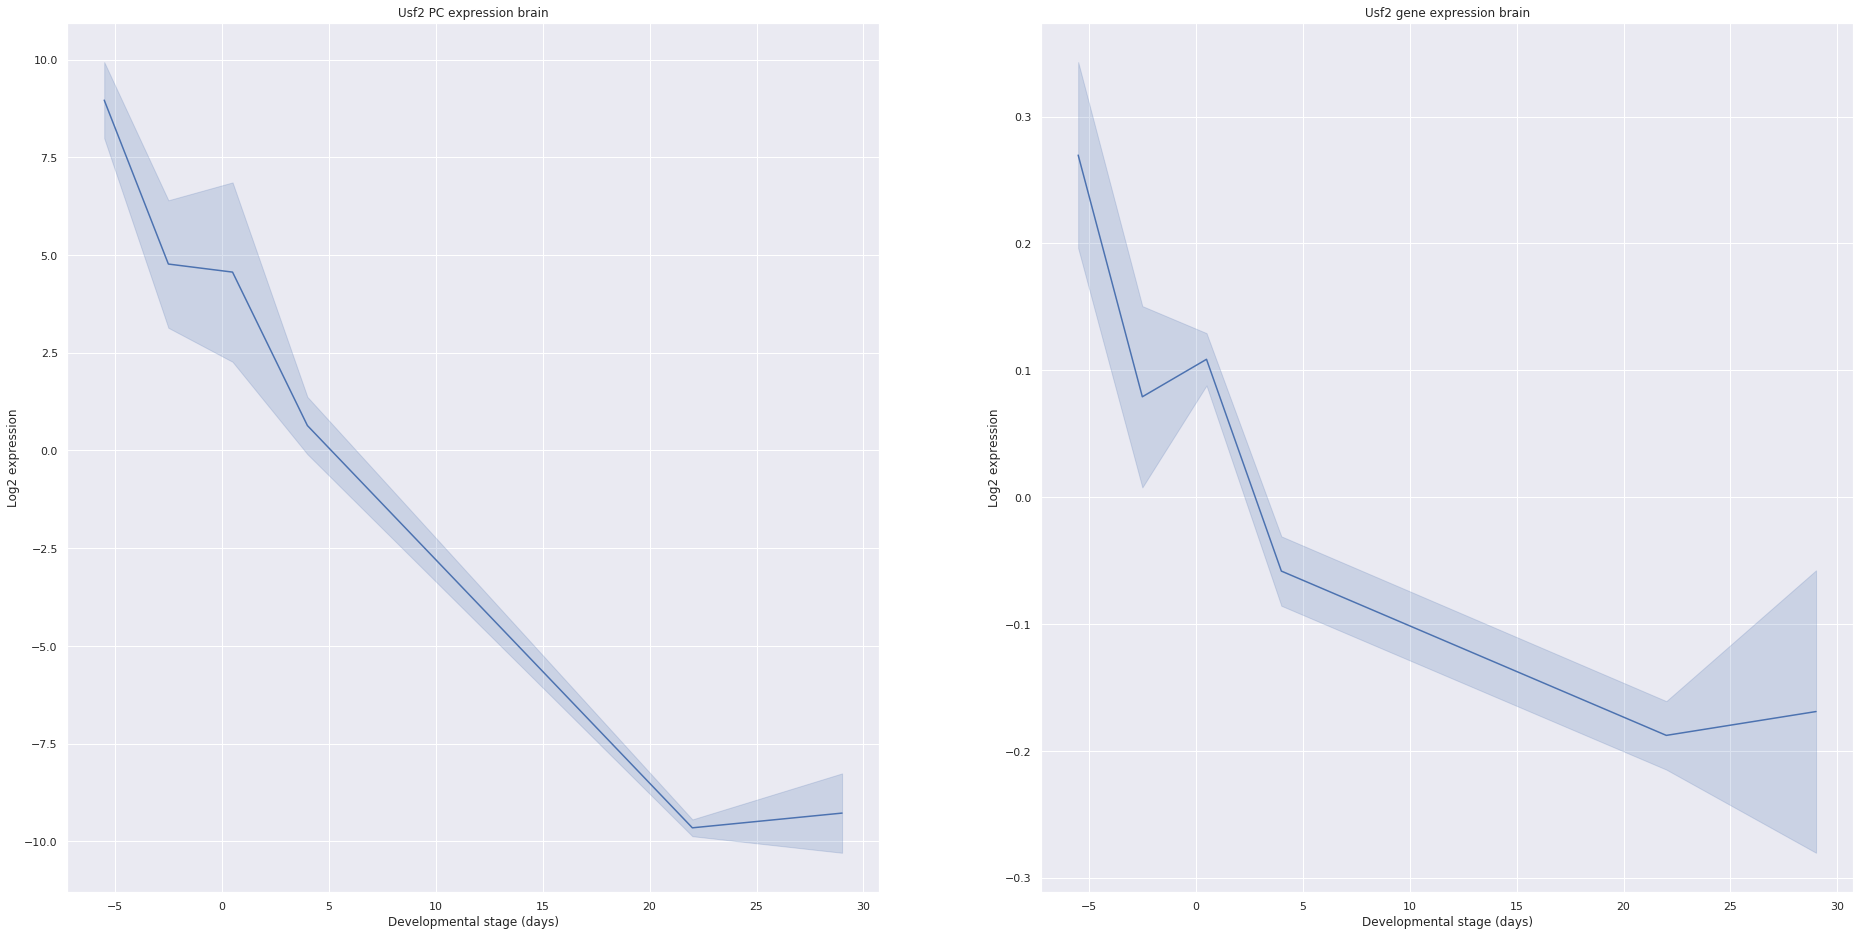 Usf2 PC expression brain
10.0
7.5
5.0
2.5
0.0
−2.5
−5.0
−7.5
−10.0
Log2 expression
−5 0 5 10 15 20 25 30
Developmental stage (days)
Usf2 gene expression brain
0.3
0.2
0.1
0.0
−0.1
−0.2
−0.3
Log2 expression
−5 0 5 10 15 20 25 30
Developmental stage (days)